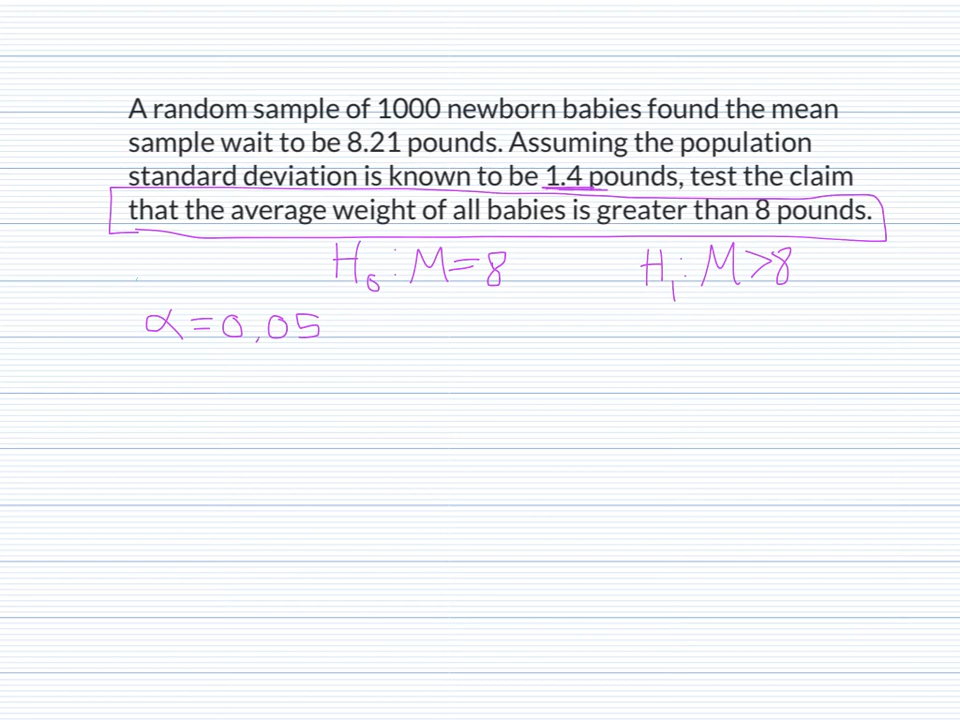 A random sample of 1000 newborn babies found the mean
sample wait to be 8.21 pounds. Assuming the population
standard deviation is known to be 1.4 pounds, test the claim
that the average weight of all babies is greater than 8 pounds.
H₀ : M = 8 H₁ : M > 8
α = 0.05